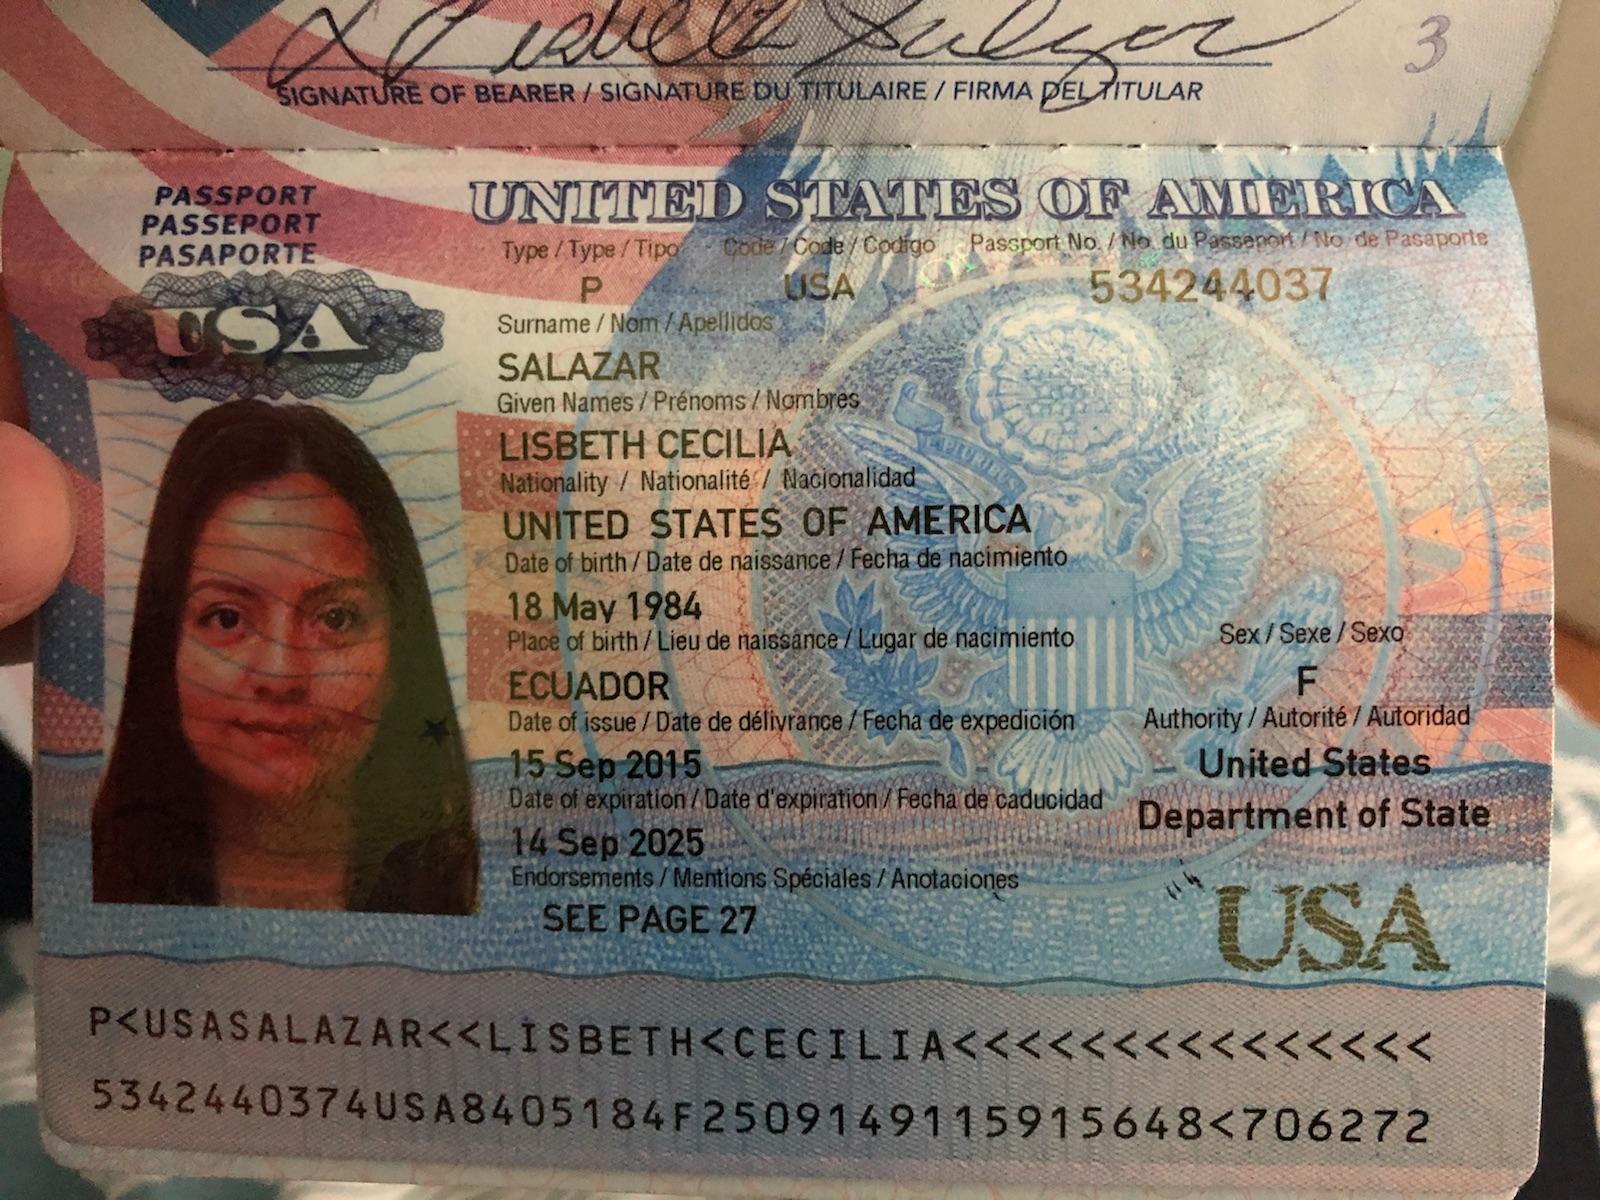 Lisbeth Salazar
3
SIGNATURE OF BEARER / SIGNATURE DU TITULAIRE / FIRMA DEL TITULAR
PASSPORT
PASSEPORT
PASAPORTE
USA
UNITED STATES OF AMERICA
Type / Type / Tipo Code / Code / Codigo Passport No. / No. du Passeport / No. de Pasaporte
P USA 534244037
Surname / Nom / Apellidos
SALAZAR
Given Names / Prénoms / Nombres
LISBETH CECILIA
Nationality / Nationalité / Nacionalidad
UNITED STATES OF AMERICA
Date of birth / Date de naissance / Fecha de nacimiento
18 May 1984
Place of birth / Lieu de naissance / Lugar de nacimiento Sex / Sexe / Sexo
ECUADOR F
Date of issue / Date de délivrance / Fecha de expedición Authority / Autorité / Autoridad
15 Sep 2015 United States
Date of expiration / Date d'expiration / Fecha de caducidad Department of State
14 Sep 2025
Endorsements / Mentions Spéciales / Anotaciones
SEE PAGE 27
USA
P<USASALAZAR<<LISBETH<CECILIA<<<<<<<<<<<<<<<
5342440374USA8405184F2509149115915648<706272